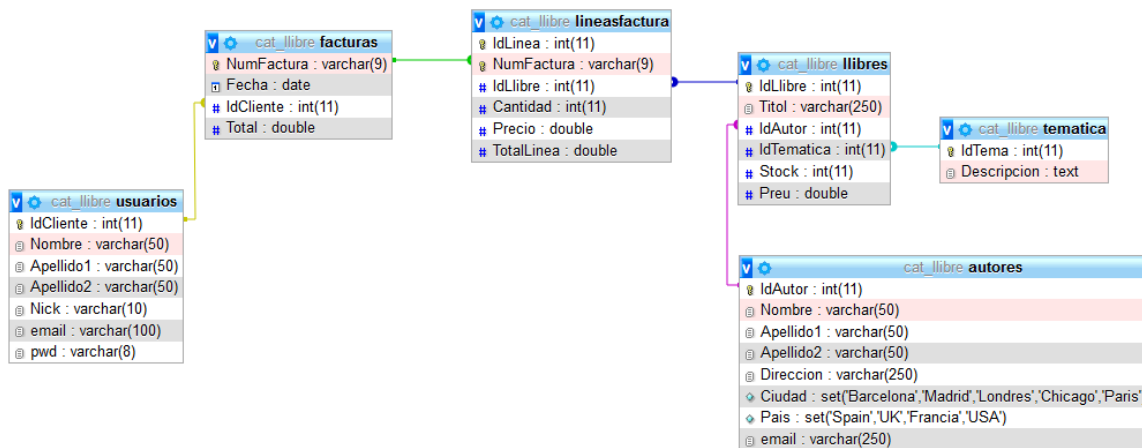 cat_llibre facturas
NumFactura : varchar(9)
Fecha : date
IdCliente : int(11)
Total : double
cat_llibre lineasfactura
IdLinea : int(11)
NumFactura : varchar(9)
IdLlibre : int(11)
Cantidad : int(11)
Precio : double
TotalLinea : double
cat_llibre llibres
IdLlibre : int(11)
Titol : varchar(250)
IdAutor : int(11)
IdTematica : int(11)
Stock : int(11)
Preu : double
cat_llibre tematica
IdTema : int(11)
Descripcion : text
cat_llibre usuarios
IdCliente : int(11)
Nombre : varchar(50)
Apellido1 : varchar(50)
Apellido2 : varchar(50)
Nick : varchar(10)
email : varchar(100)
pwd : varchar(8)
cat_llibre autores
IdAutor : int(11)
Nombre : varchar(50)
Apellido1 : varchar(50)
Apellido2 : varchar(50)
Direccion : varchar(250)
Ciudad : set('Barcelona','Madrid','Londres','Chicago','Paris'
Pais : set('Spain','UK','Francia','USA')
email : varchar(250)